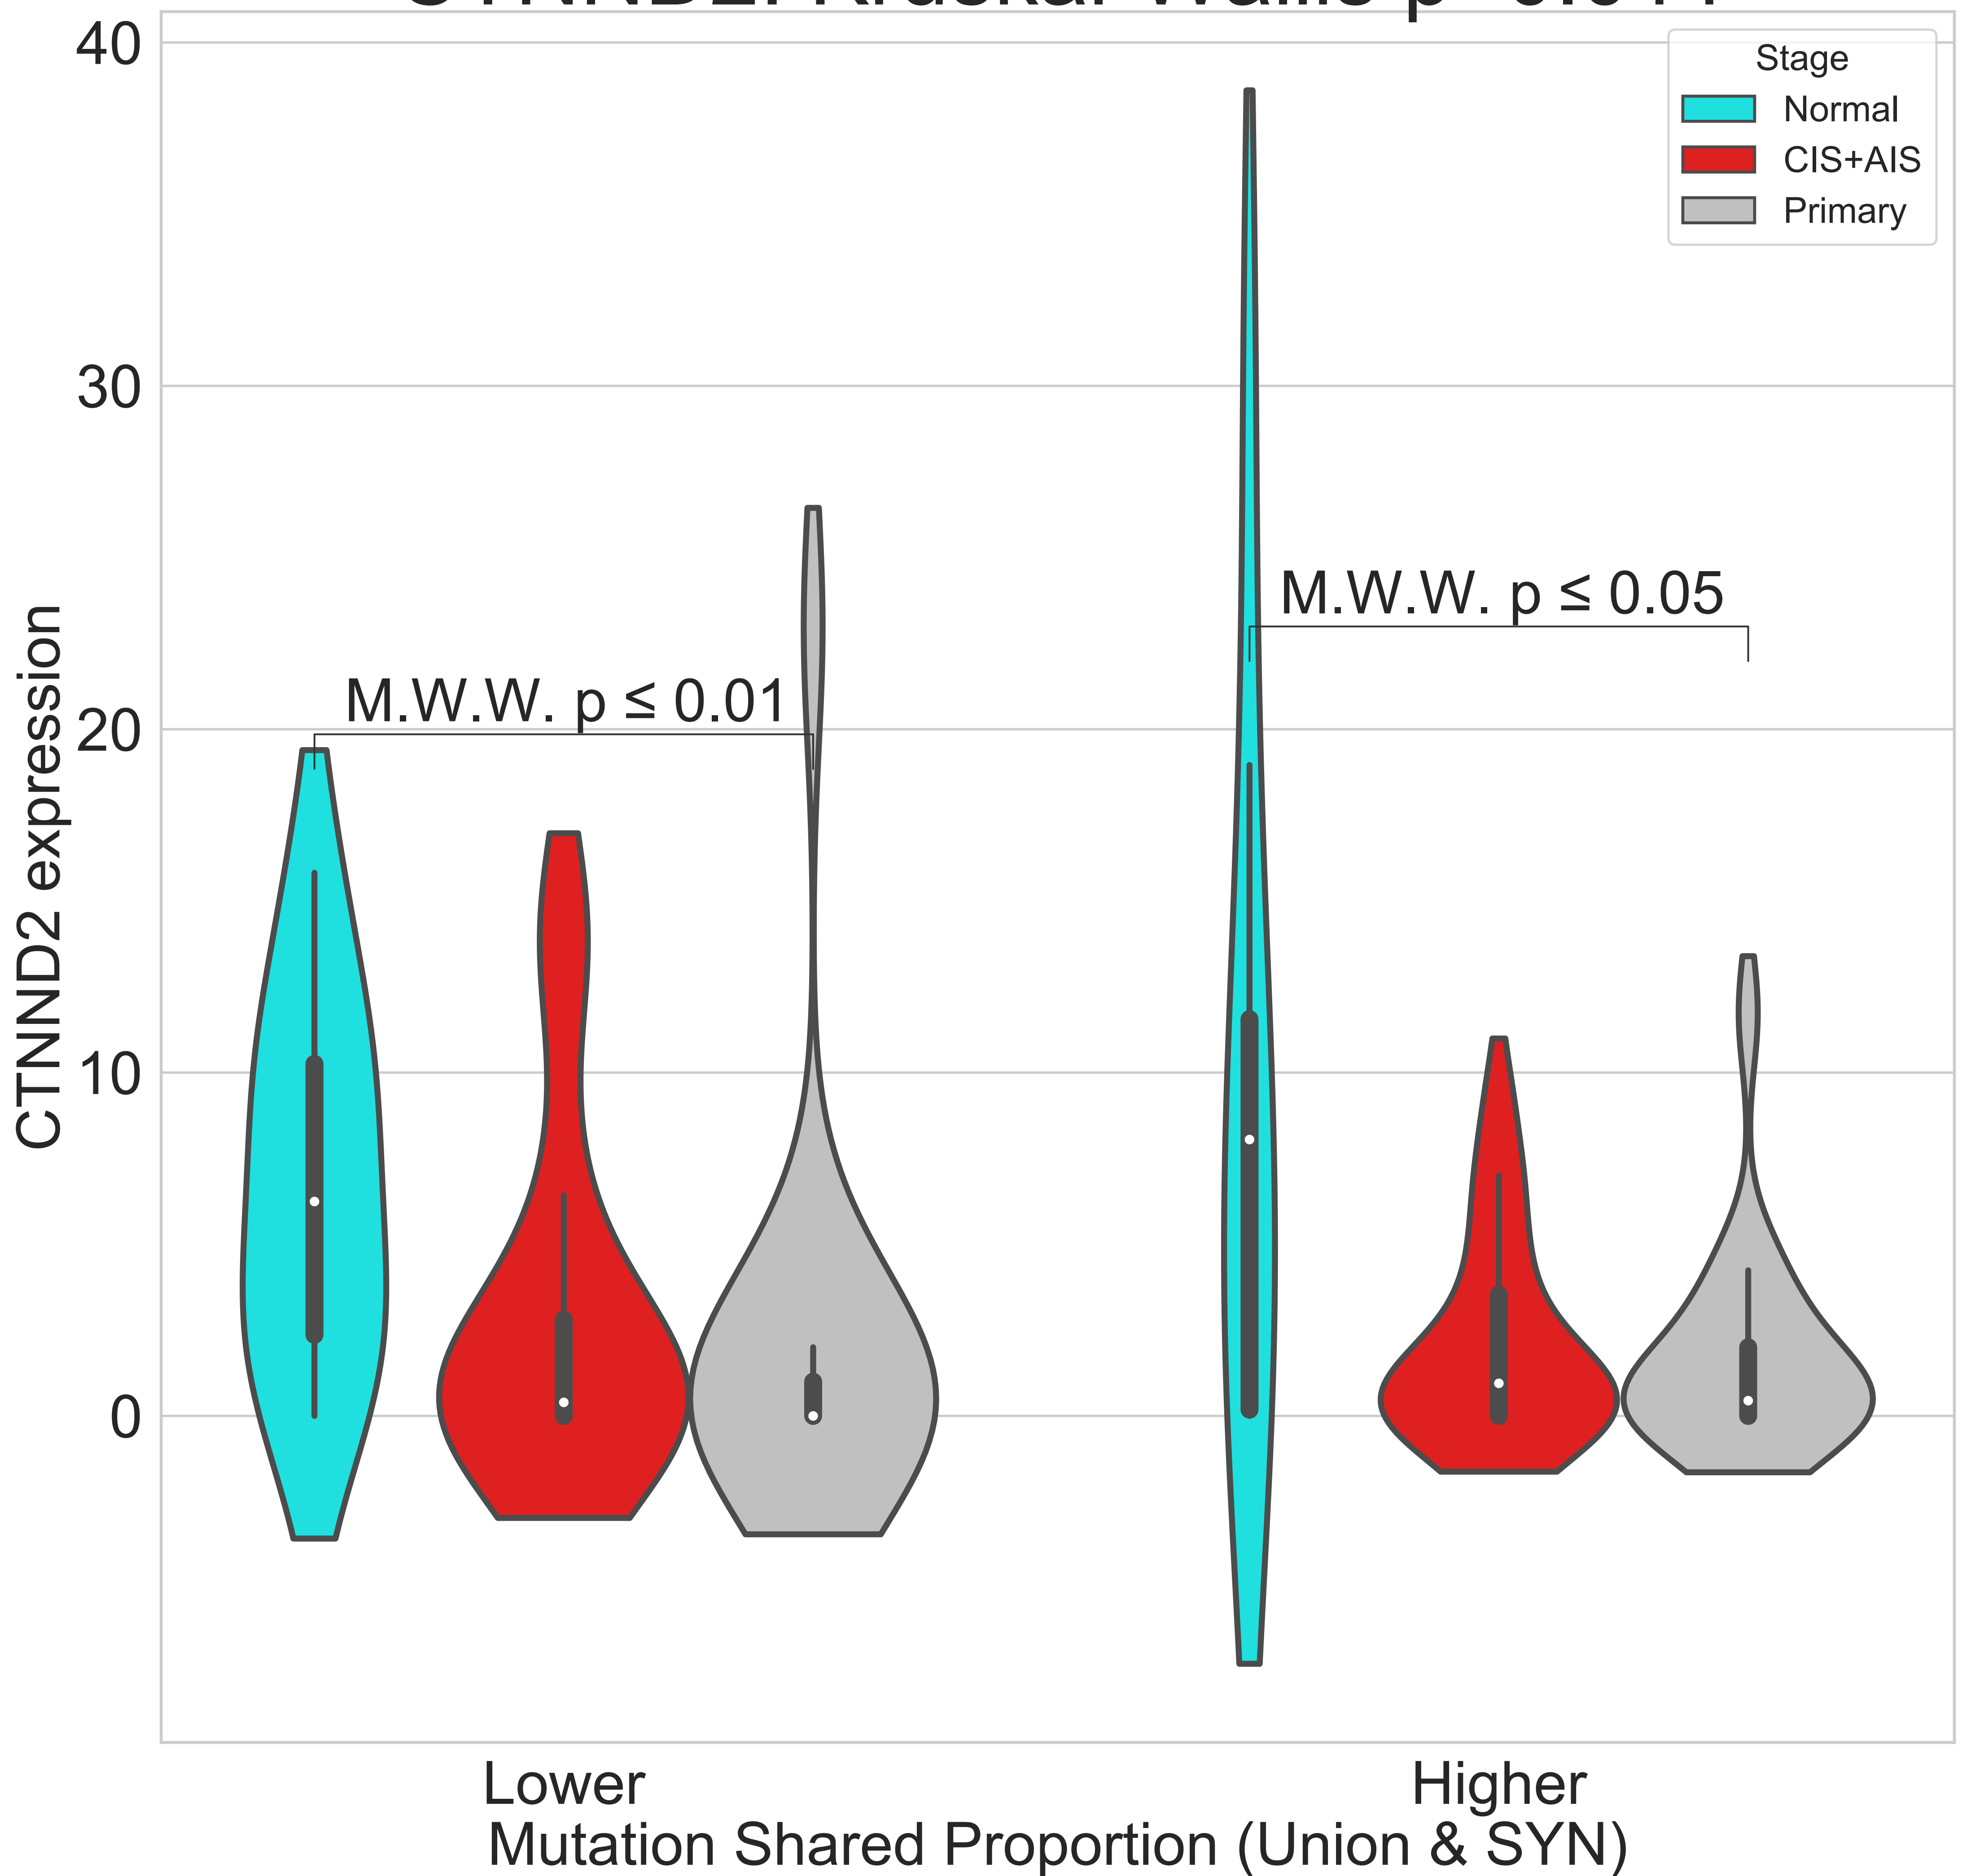 40
Stage
Normal
CIS+AIS
Primary
30
M.W.W. p ≤ 0.05
M.W.W. p ≤ 0.01
20
CTNND2 expression
10
0
Lower
Higher
Mutation Shared Proportion (Union & SYN)